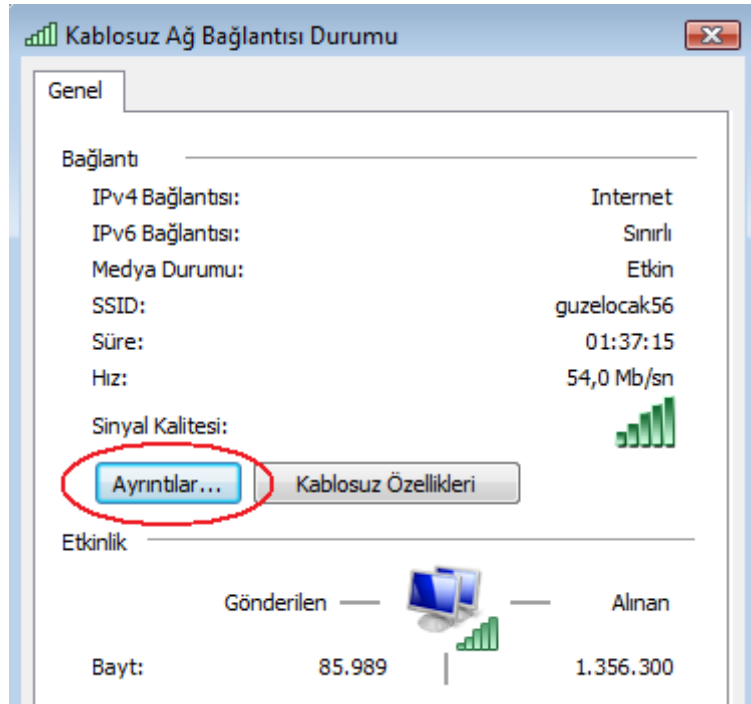 Kablosuz Ağ Bağlantısı Durumu
Genel
Bağlantı
IPv4 Bağlantısı: Internet
IPv6 Bağlantısı: Sınırlı
Medya Durumu: Etkin
SSID: guzelocak56
Süre: 01:37:15
Hız: 54,0 Mb/sn
Sinyal Kalitesi:
Ayrıntılar... Kablosuz Özellikleri
Etkinlik
Gönderilen Alınan
Bayt: 85.989 1.356.300